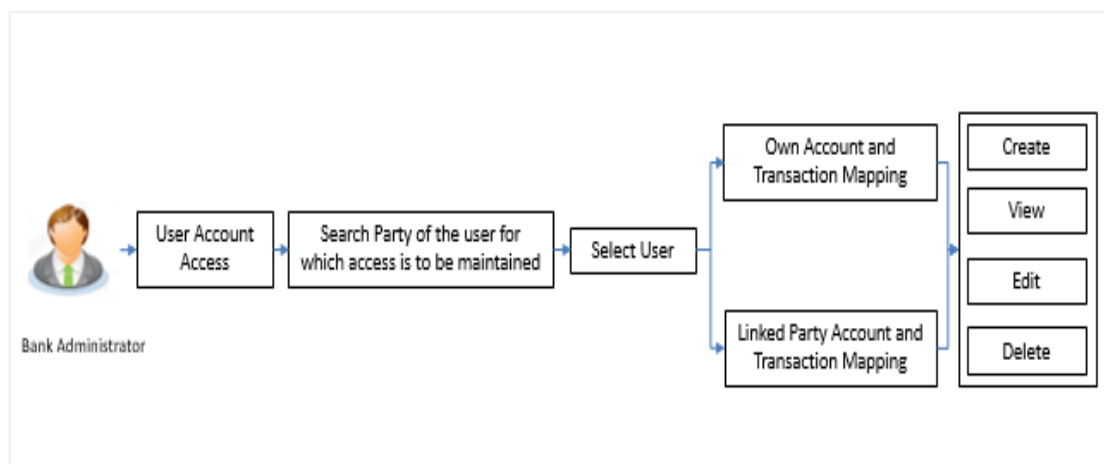 Bank Administrator
User Account
Access
Search Party of the user for
which access is to be maintained
Select User
Own Account and
Transaction Mapping
Linked Party Account and
Transaction Mapping
Create
View
Edit
Delete